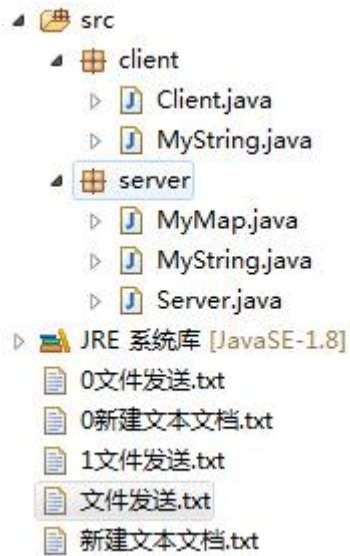 src
client
Client.java
MyString.java
server
MyMap.java
MyString.java
Server.java
JRE 系统库 [JavaSE-1.8]
0文件发送.txt
0新建文本文档.txt
1文件发送.txt
文件发送.txt
新建文本文档.txt